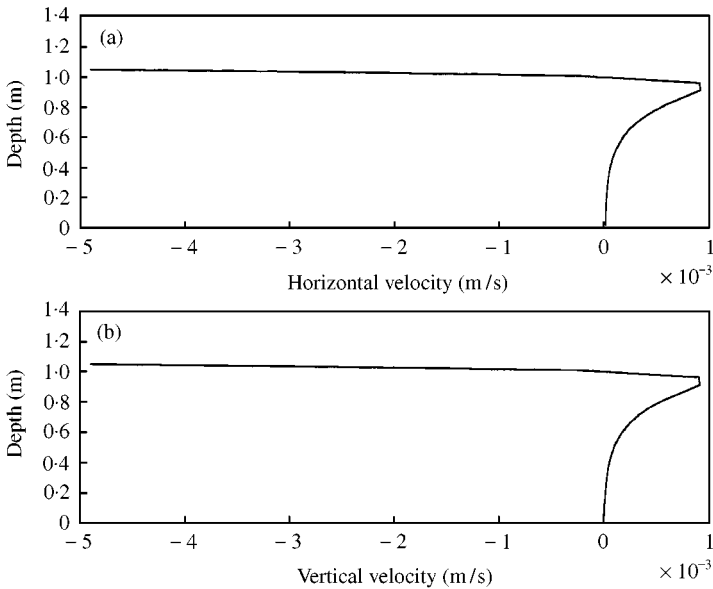 1·4
(a)
1·2
1·0
0·8
0·6
0·4
0·2
0
Depth (m)
−5 −4 −3 −2 −1 0 1
Horizontal velocity (m/s) × 10⁻³
1·4
(b)
1·2
1·0
0·8
0·6
0·4
0·2
0
Depth (m)
−5 −4 −3 −2 −1 0 1
Vertical velocity (m/s) × 10⁻³